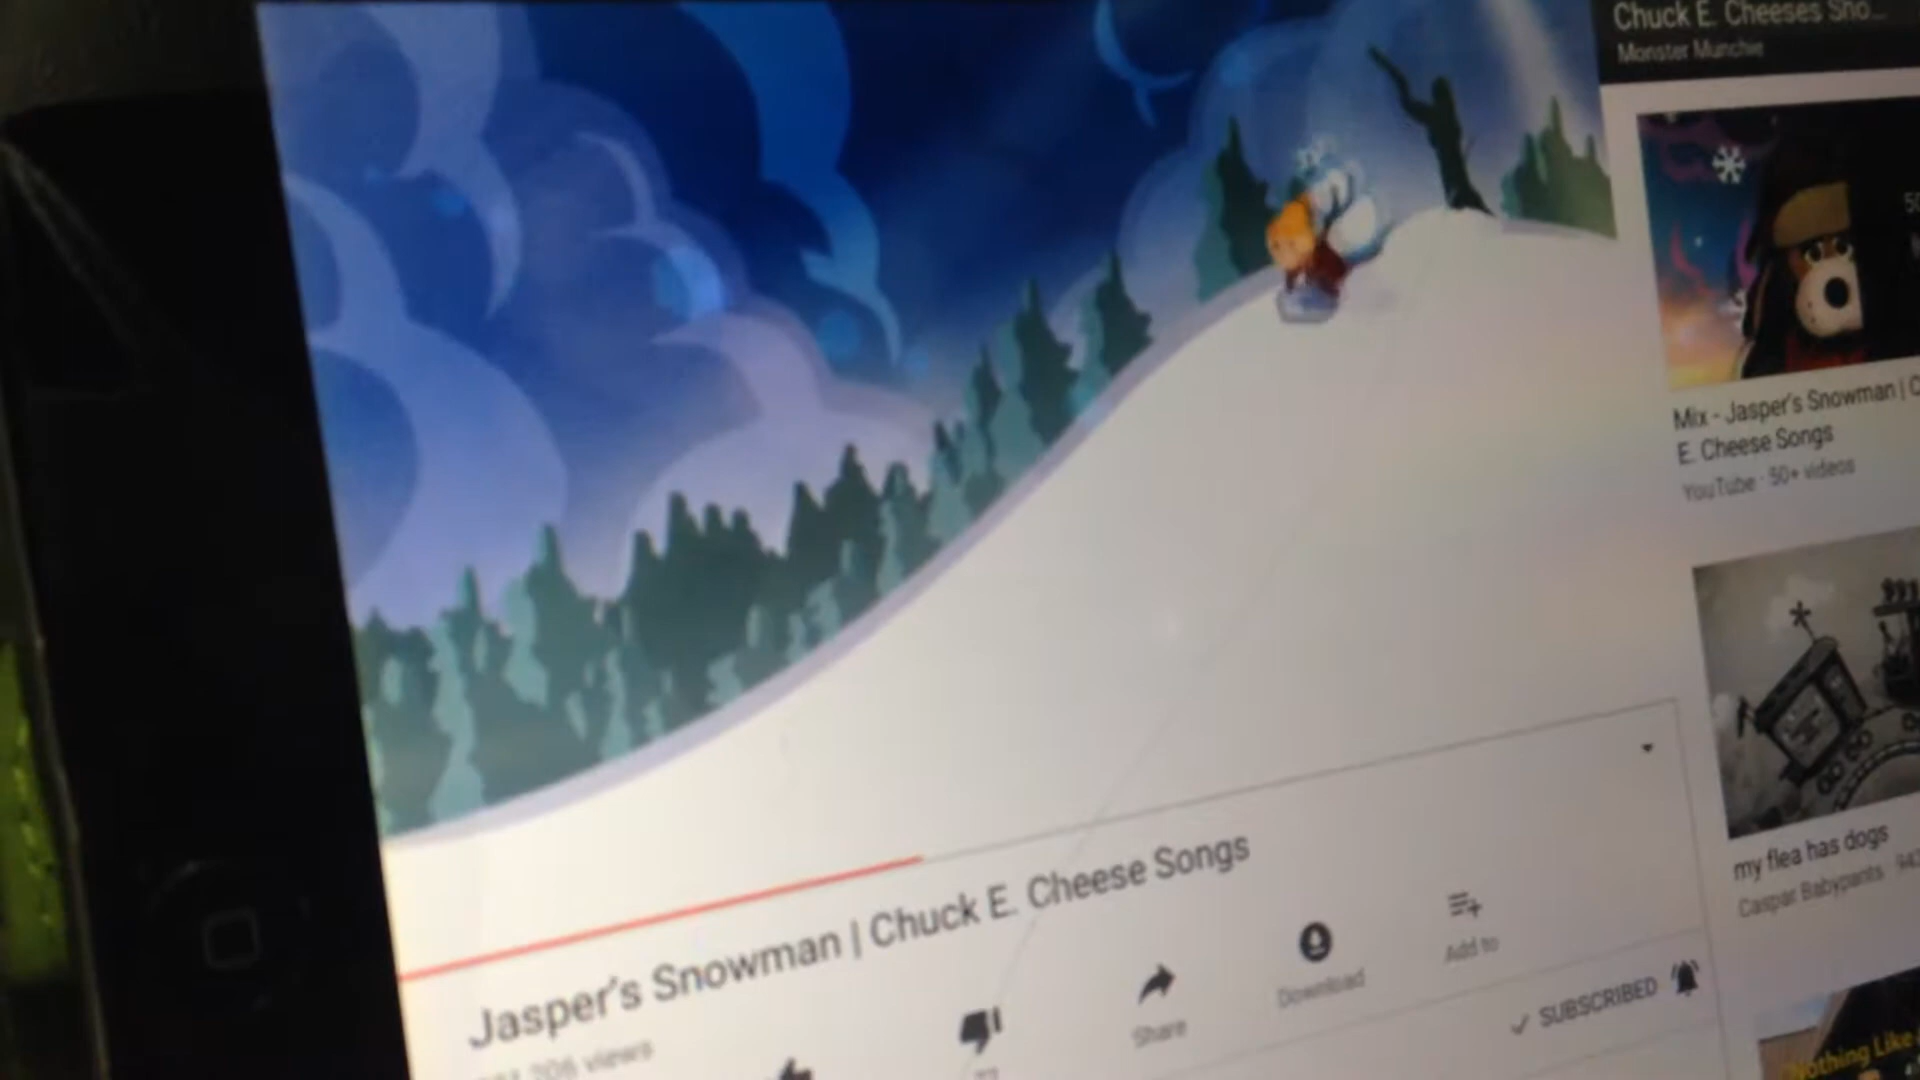 Chuck E. Cheeses Sho...
Monster Munchie
Mix - Jasper's Snowman | C
E. Cheese Songs
YouTube · 50+ videos
my flea has dogs
Caspar Babypants
Jasper's Snowman | Chuck E. Cheese Songs
views
Share
Download
Add to
SUBSCRIBED
Nothing Like